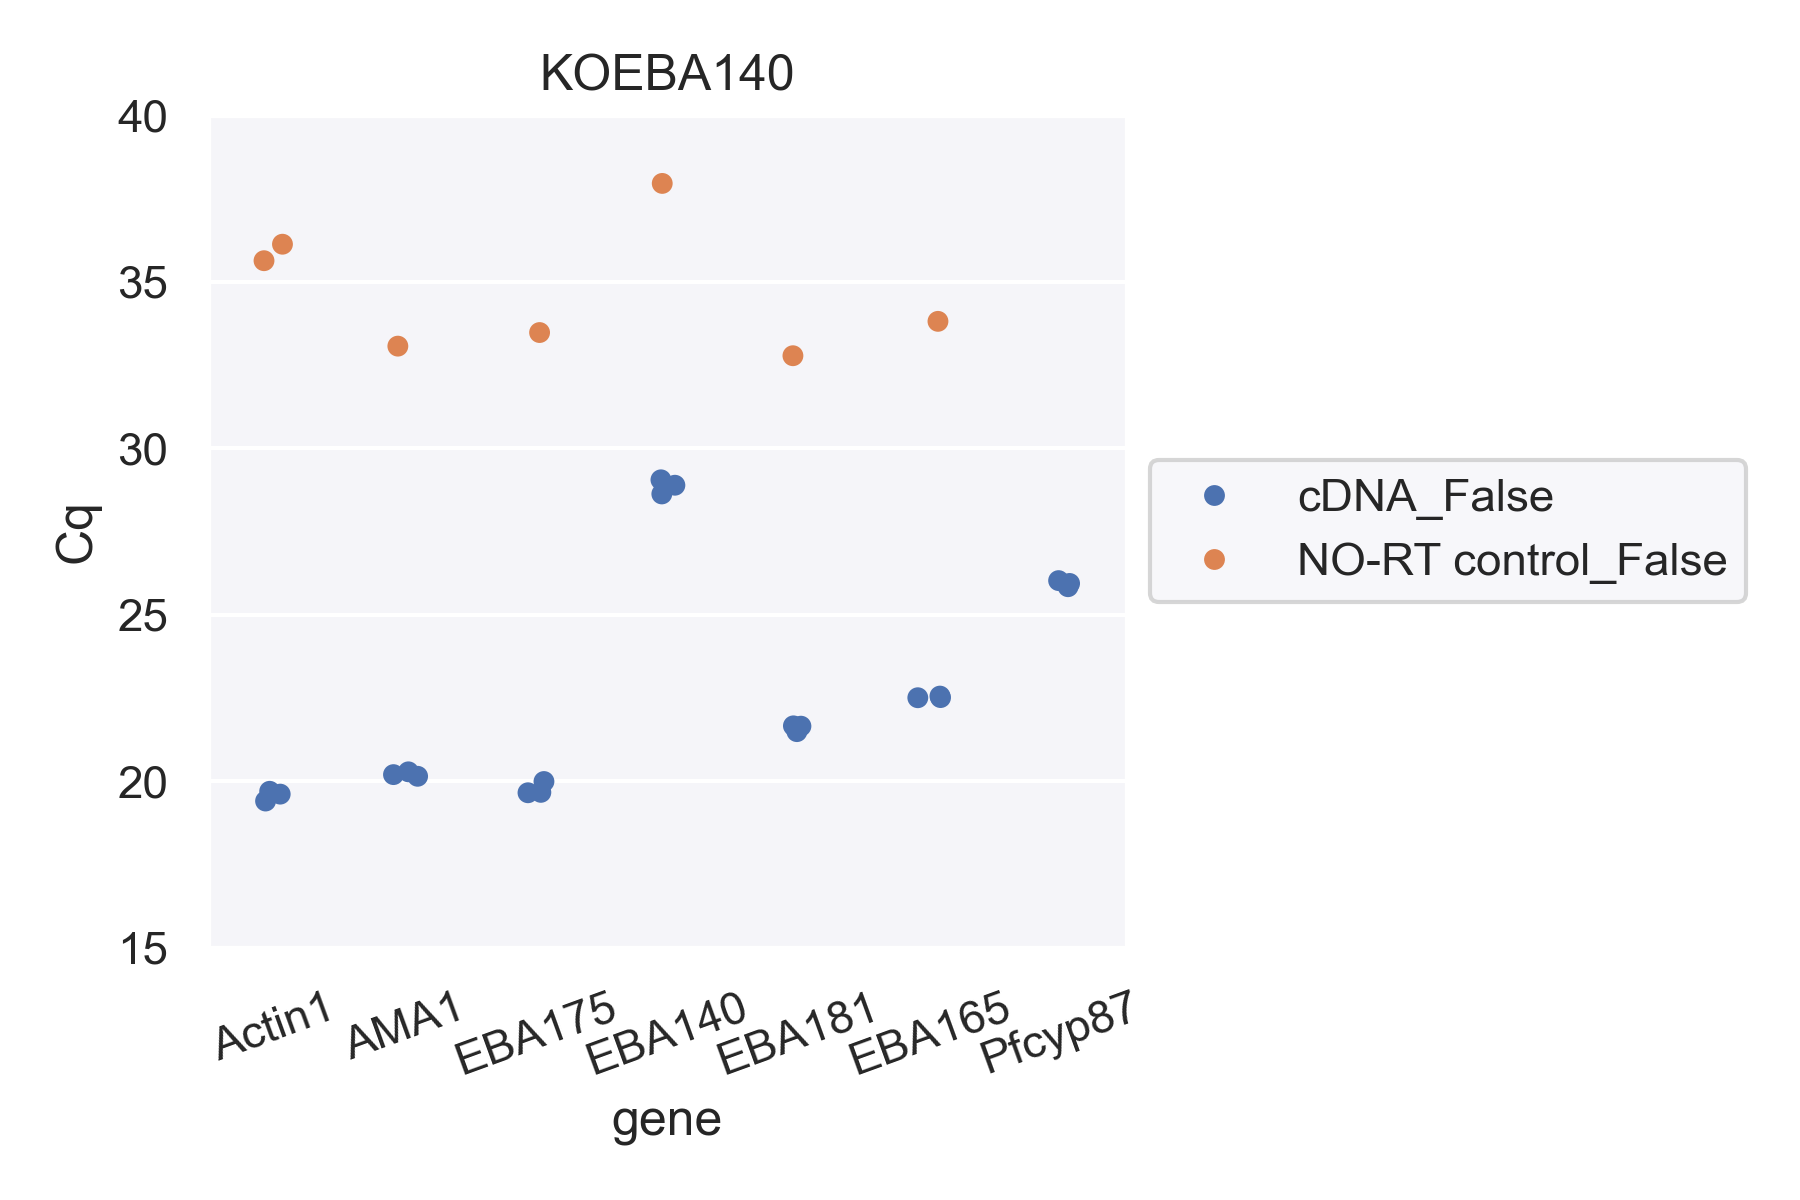 KOEBA140
40
35
30
25
20
15
Cq
Actin1
AMA1
EBA175
EBA140
EBA181
EBA165
Pfcyp87
gene
cDNA_False
NO-RT control_False